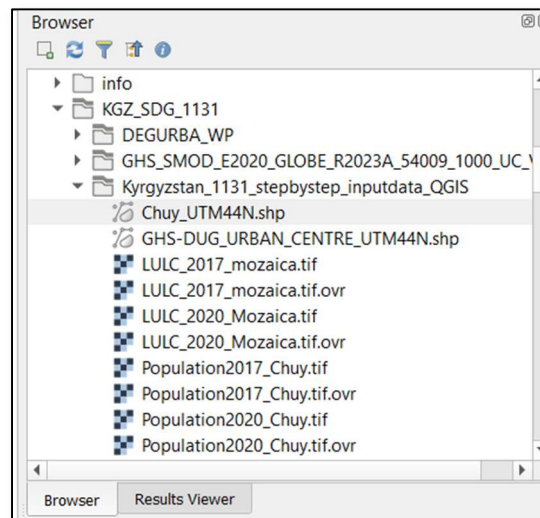 Browser
info
KGZ_SDG_1131
DEGURBA_WP
GHS_SMOD_E2020_GLOBE_R2023A_54009_1000_UC_V
Kyrgyzstan_1131_stepbystep_inputdata_QGIS
Chuy_UTM44N.shp
GHS-DUG_URBAN_CENTRE_UTM44N.shp
LULC_2017_mozaica.tif
LULC_2017_mozaica.tif.ovr
LULC_2020_Mozaica.tif
LULC_2020_Mozaica.tif.ovr
Population2017_Chuy.tif
Population2017_Chuy.tif.ovr
Population2020_Chuy.tif
Population2020_Chuy.tif.ovr
Browser Results Viewer